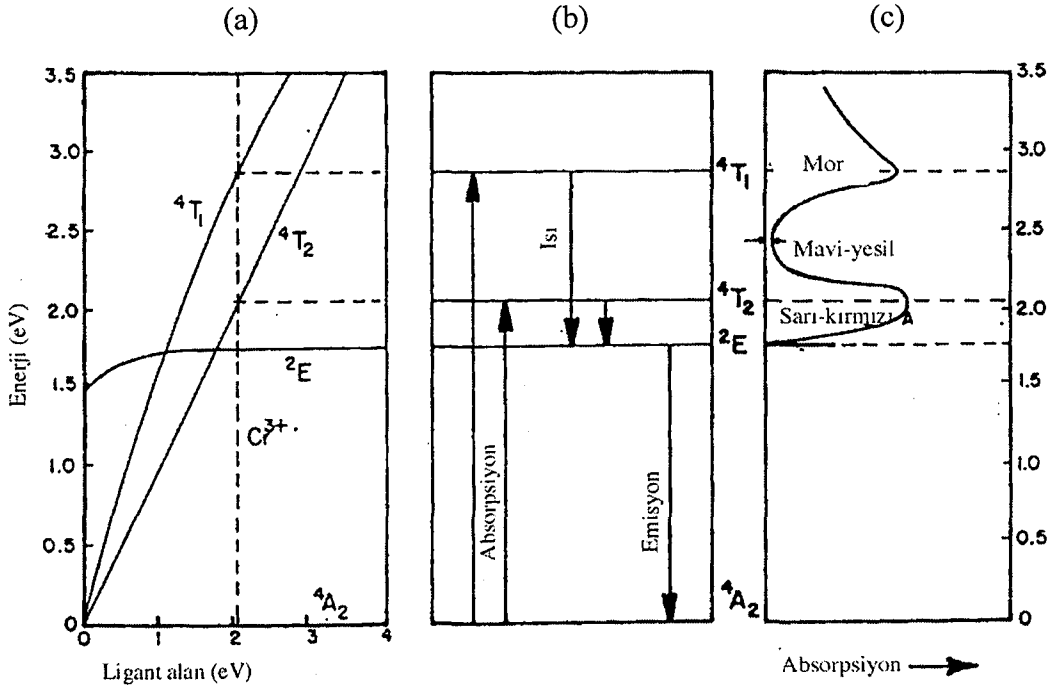 (a)
(b)
(c)
Enerji (eV)
3.5
3.0
2.5
2.0
1.5
1.0
0.5
0
0
1
2
3
4
Ligant alan (eV)
⁴T₁
⁴T₂
²E
Cr³⁺
⁴A₂
Absorpsiyon
Isı
Emisyon
⁴T₁
⁴T₂
²E
⁴A₂
Mor
Mavi-yesil
Sarı-kırmızı
A
3.5
3.0
2.5
2.0
1.5
1.0
0.5
0
Absorpsiyon